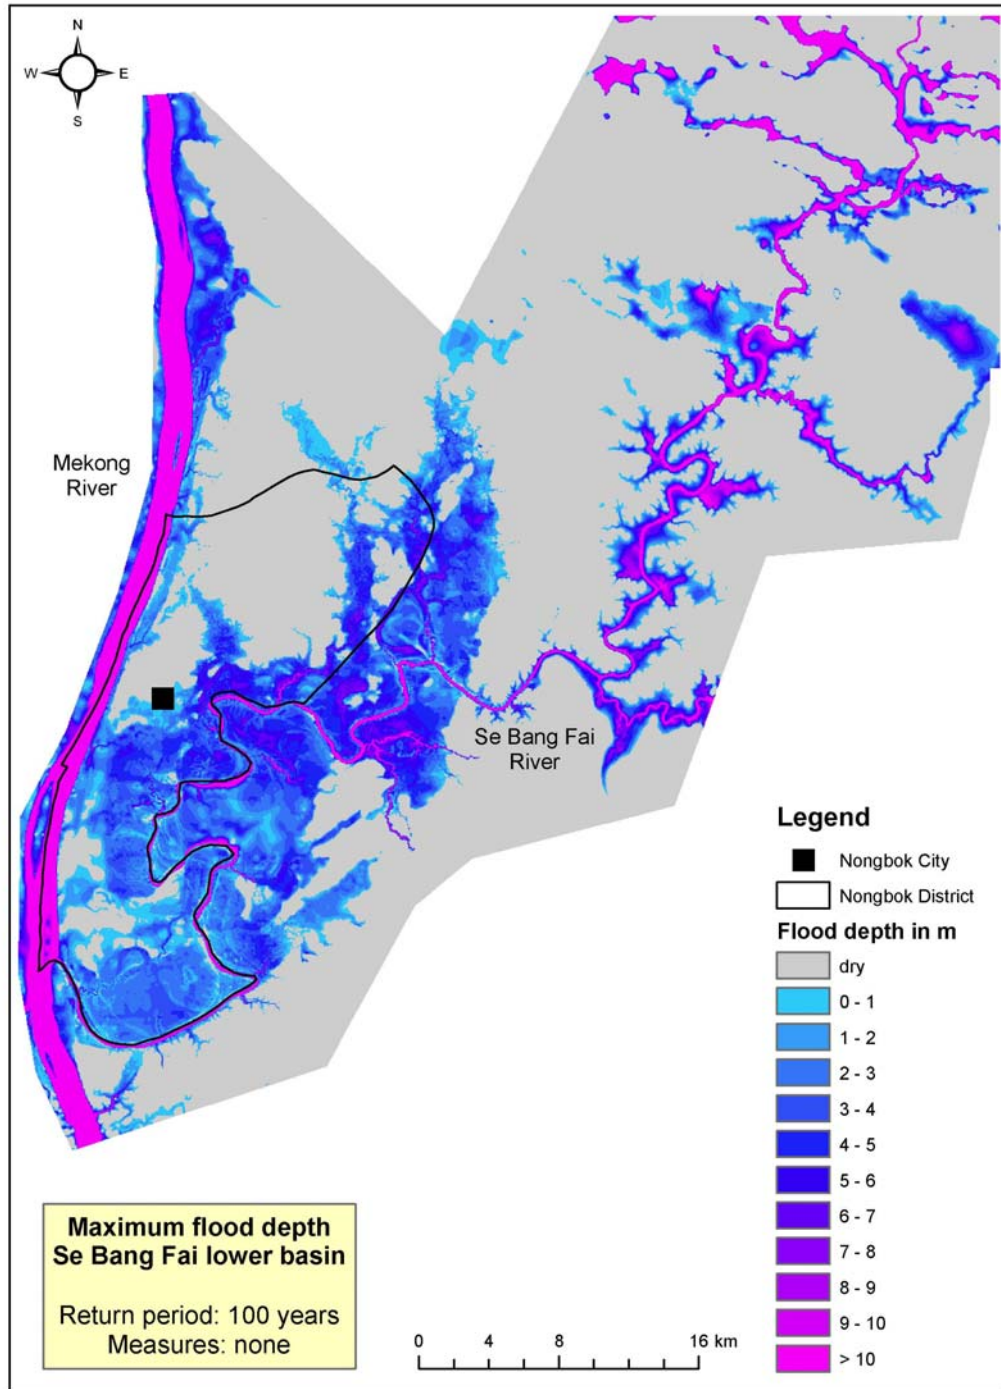 N
W
E
S
Mekong
River
Se Bang Fai
River
Legend
Nongbok City
Nongbok District
Flood depth in m
dry
0 - 1
1 - 2
2 - 3
3 - 4
4 - 5
5 - 6
6 - 7
7 - 8
8 - 9
9 - 10
> 10
Maximum flood depth
Se Bang Fai lower basin
Return period: 100 years
Measures: none
0 4 8 16 km